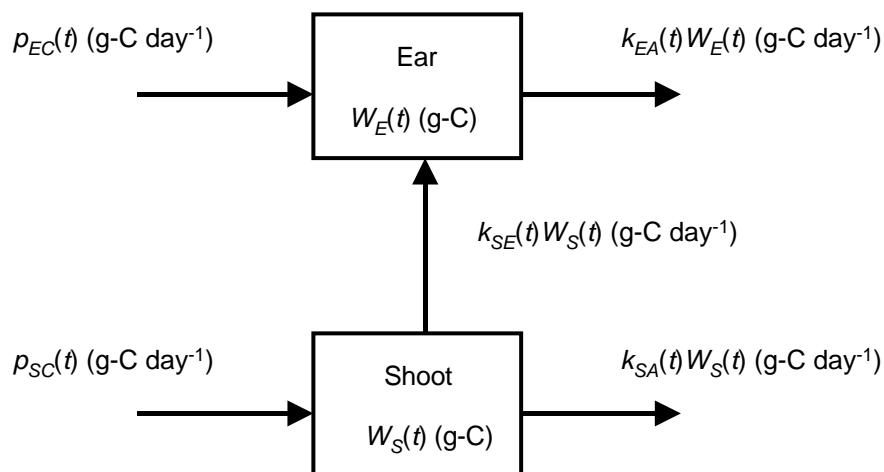 p_EC(t) (g-C day⁻¹)
Ear
W_E(t) (g-C)
k_EA(t)W_E(t) (g-C day⁻¹)
k_SE(t)W_S(t) (g-C day⁻¹)
p_SC(t) (g-C day⁻¹)
Shoot
W_S(t) (g-C)
k_SA(t)W_S(t) (g-C day⁻¹)